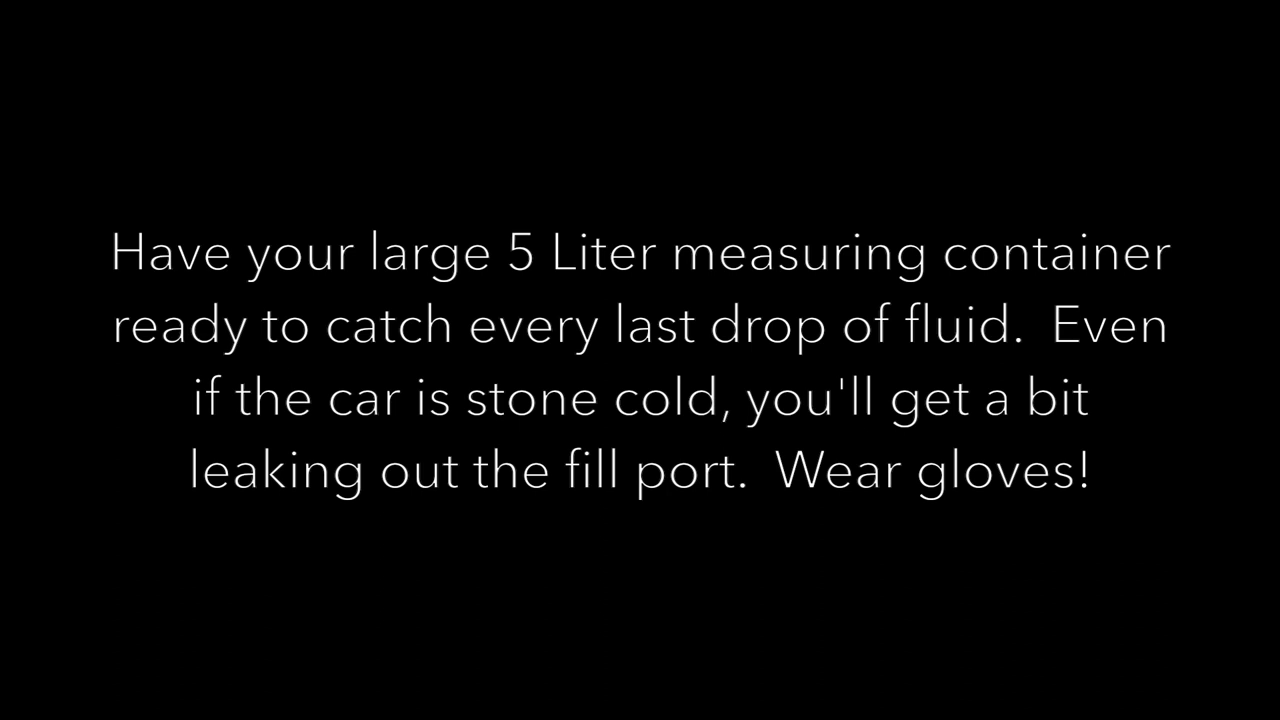 Have your large 5 Liter measuring container
ready to catch every last drop of fluid.  Even
if the car is stone cold, you'll get a bit
leaking out the fill port.  Wear gloves!